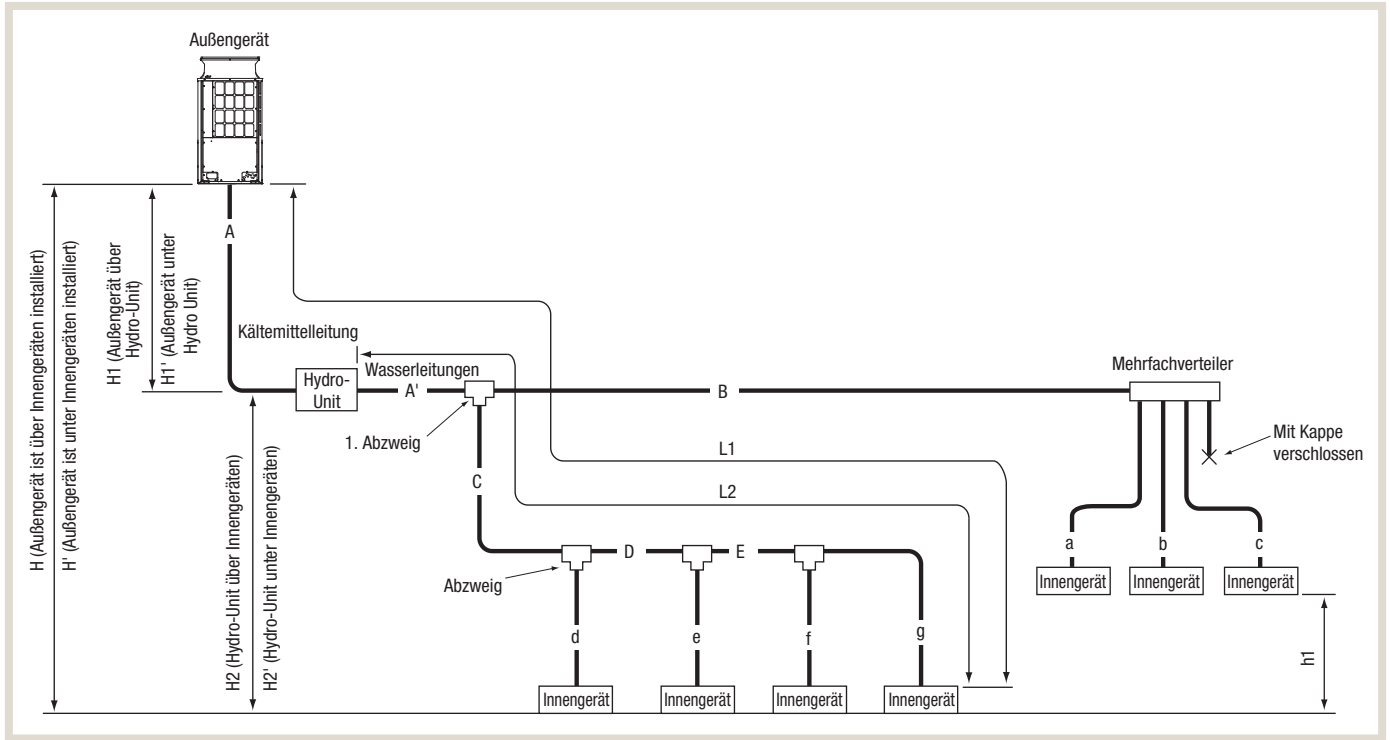 Außengerät
A
H (Außengerät ist über Innengeräten installiert)
H' (Außengerät ist unter Innengeräten installiert)
H1 (Außengerät über
Hydro-Unit)
H1' (Außengerät unter
Hydro Unit)
Kältemittelleitung
Hydro-
Unit
Wasserleitungen
A'
B
Mehrfachverteiler
1. Abzweig
Mit Kappe
verschlossen
L1
L2
C
H2 (Hydro-Unit über Innengeräten)
H2' (Hydro-Unit unter Innengeräten)
Abzweig
D
E
a
b
c
Innengerät
Innengerät
Innengerät
d
e
f
g
h1
Innengerät
Innengerät
Innengerät
Innengerät